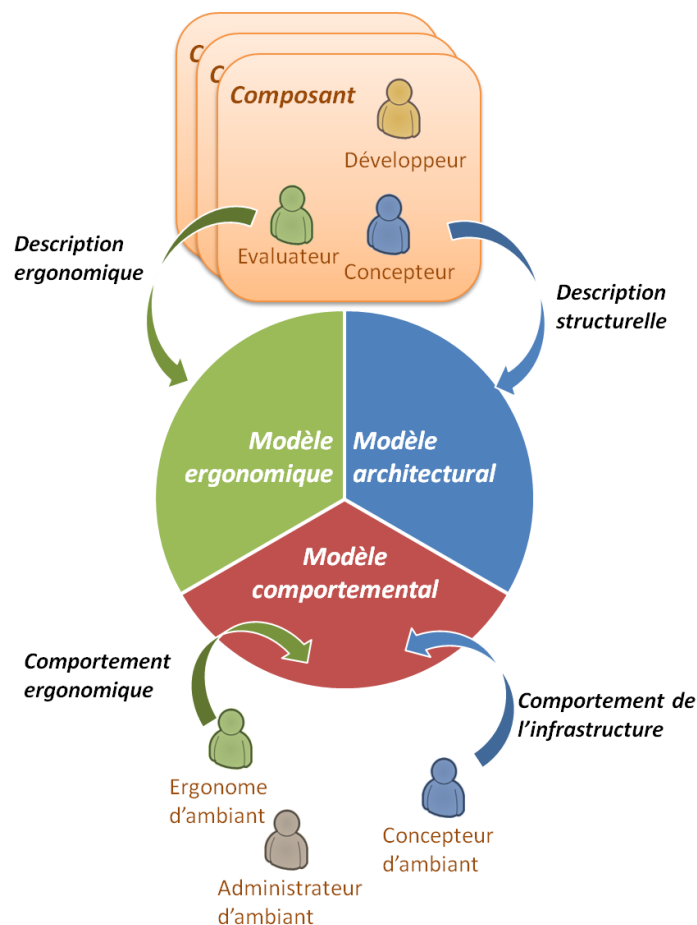 C
C
Composant
Développeur
Evaluateur
Concepteur
Description
ergonomique
Description
structurelle
Modèle
ergonomique
Modèle
architectural
Modèle
comportemental
Comportement
ergonomique
Comportement de
l’infrastructure
Ergonome
d’ambiant
Concepteur
d’ambiant
Administrateur
d’ambiant